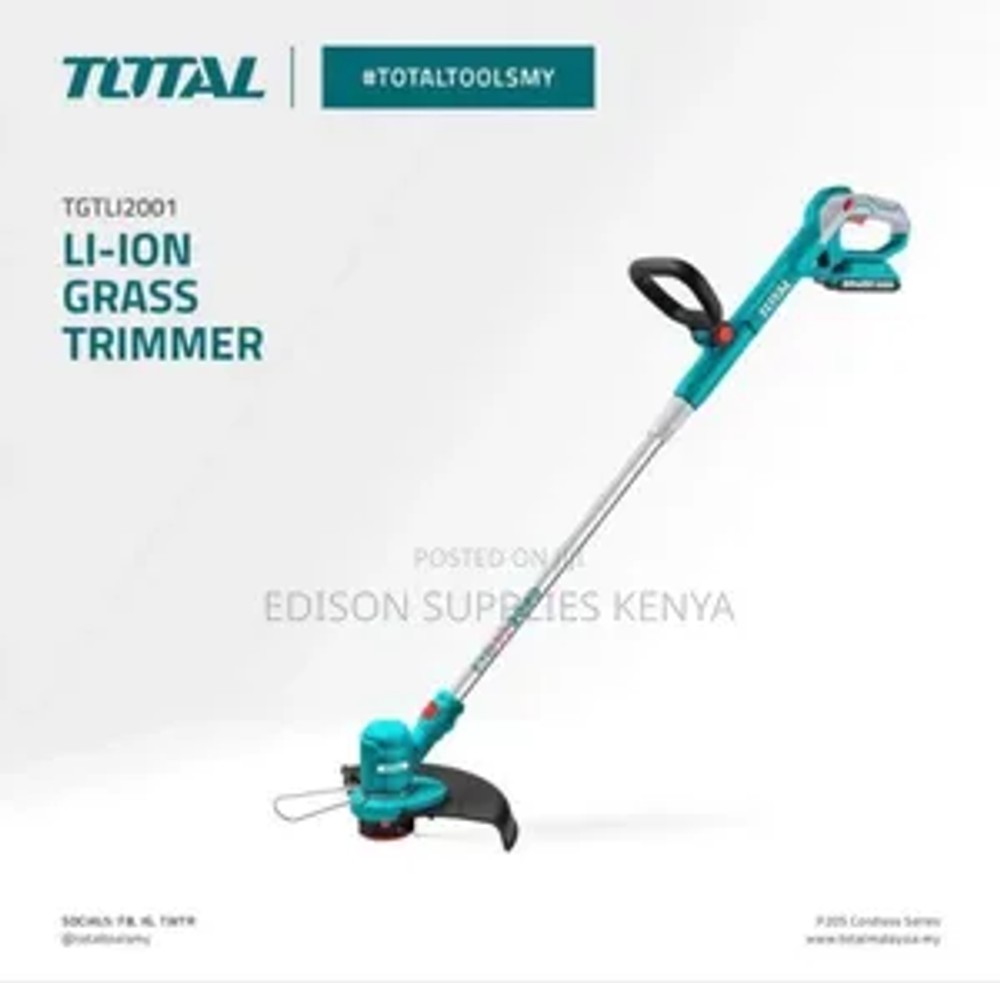 TOTAL
#TOTALTOOLSMY
TGTLI2001
LI-ION
GRASS
TRIMMER
TOTAL
POSTED ON
EDISON SUPPLIES KENYA
SOCIALS: FB, IG, TWTR
@totaltoolsmy
P20S Cordless Series
www.totalmalaysia.my